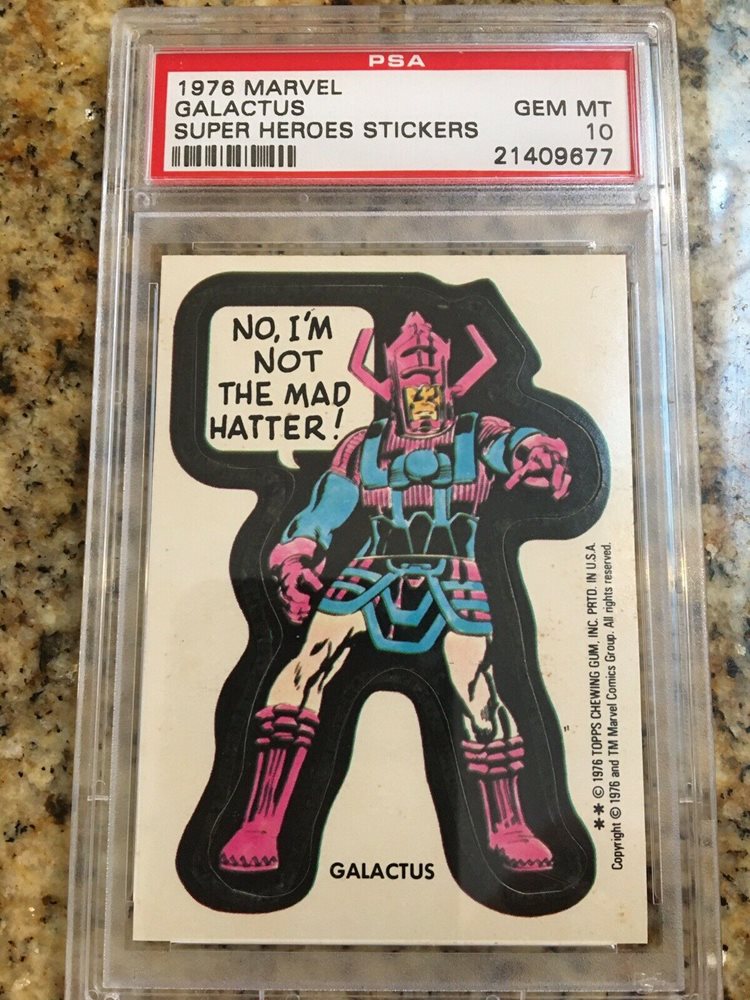 PSA
1976 MARVEL
GALACTUS GEM MT
SUPER HEROES STICKERS 10
21409677
NO, I'M
NOT
THE MAD
HATTER!
GALACTUS
** © 1976 TOPPS CHEWING GUM, INC. PRTD. IN U.S.A.
Copyright © 1976 and TM Marvel Comics Group. All rights reserved.